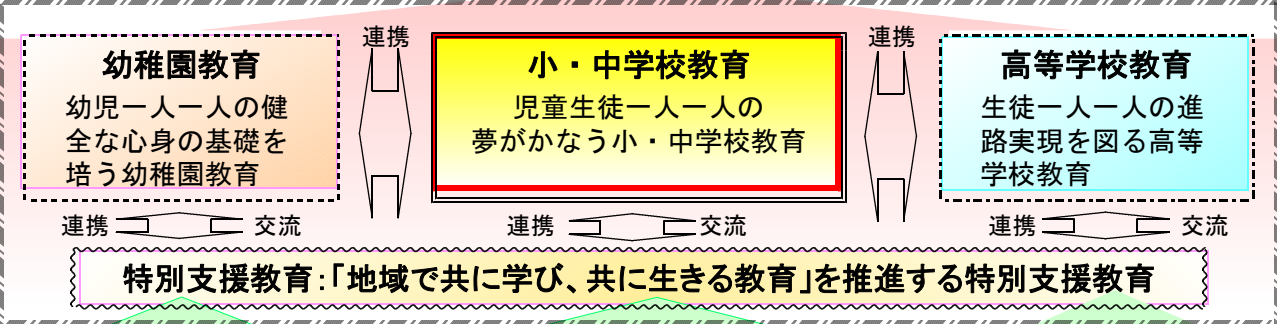 連携
連携
幼稚園教育
幼児一人一人の健
全な心身の基礎を
培う幼稚園教育
小・中学校教育
児童生徒一人一人の
夢がかなう小・中学校教育
高等学校教育
生徒一人一人の進
路実現を図る高等
学校教育
連携 交流
連携 交流
連携 交流
特別支援教育：「地域で共に学び、共に生きる教育」を推進する特別支援教育